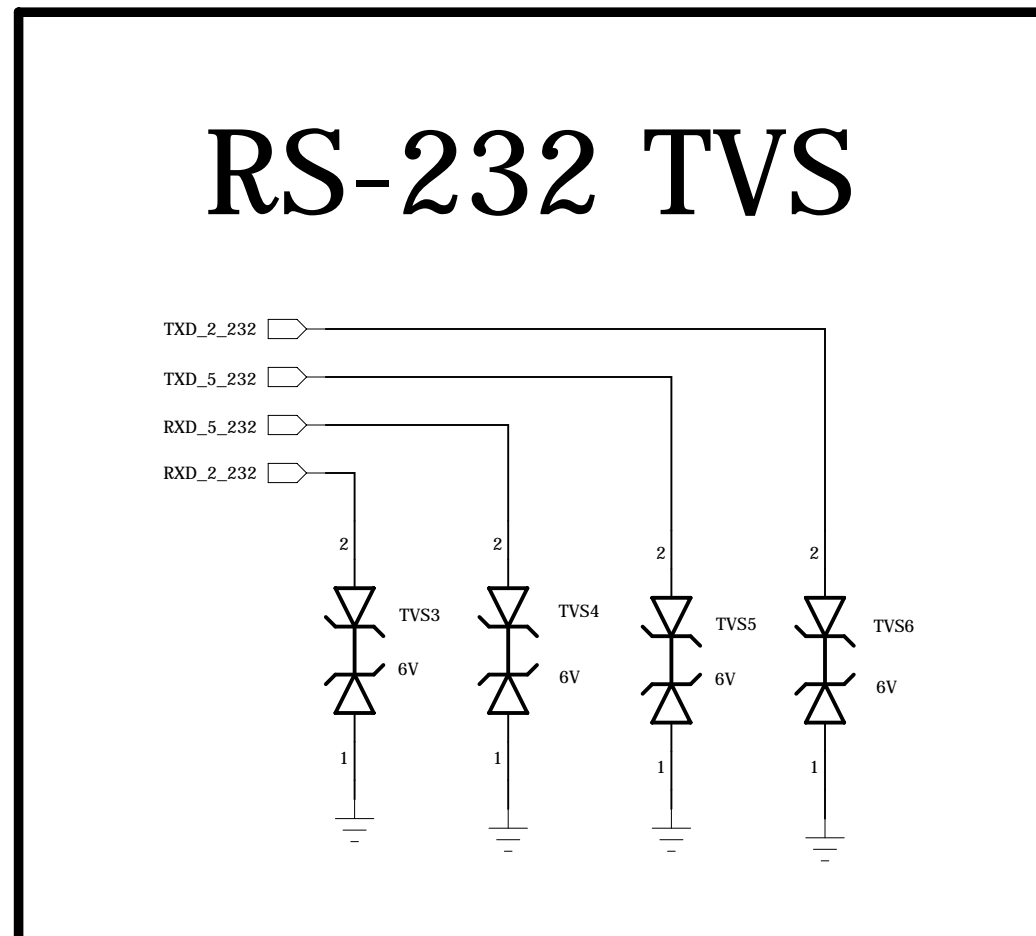 RS-232 TVS
TXD_2_232
TXD_5_232
RXD_5_232
RXD_2_232
2
2
2
2
TVS3
TVS4
TVS5
TVS6
6V
6V
6V
6V
1
1
1
1